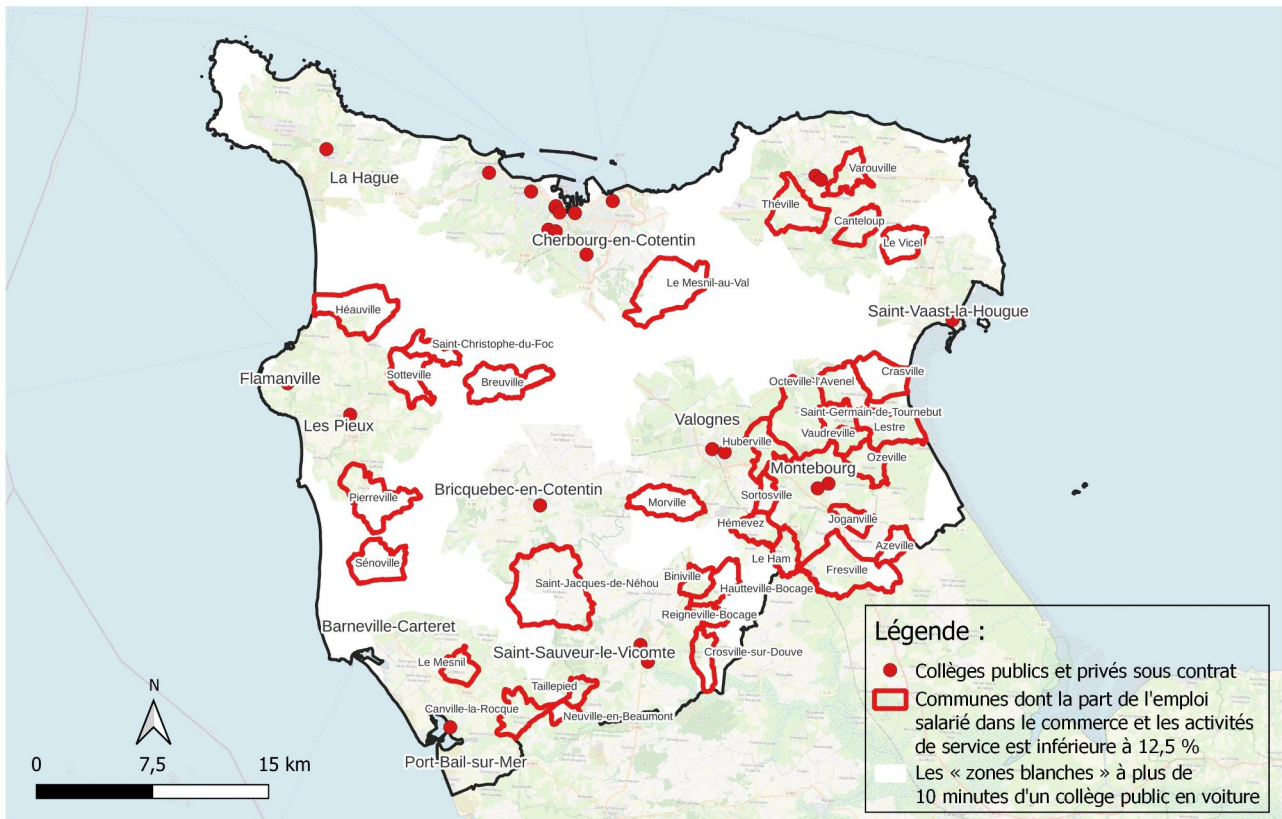 La Hague
Cherbourg-en-Cotentin
Varouville
Théville
Canteloup
Le Vicel
Le Mesnil-au-Val
Saint-Vaast-la-Hougue
Héauville
Saint-Christophe-du-Foc
Sotteville
Breuville
Flamanville
Les Pieux
Crasville
Octeville-l'Avenel
Saint-Germain-de-Tournebut
Lestre
Vaudreville
Valognes
Huberville
Ozeville
Montebourg
Bricquebec-en-Cotentin
Pierreville
Morville
Sortosville
Hémevez
Joganville
Azeville
Le Ham
Fresville
Sénoville
Saint-Jacques-de-Néhou
Biniville
Hautteville-Bocage
Reigneville-Bocage
Barneville-Carteret
Saint-Sauveur-le-Vicomte
Crosville-sur-Douve
Le Mesnil
Taillepied
Canville-la-Rocque
Neuville-en-Beaumont
Port-Bail-sur-Mer
N
0 7,5 15 km
Légende :
Collèges publics et privés sous contrat
Communes dont la part de l'emploi
salarié dans le commerce et les activités
de service est inférieure à 12,5 %
Les « zones blanches » à plus de
10 minutes d'un collège public en voiture